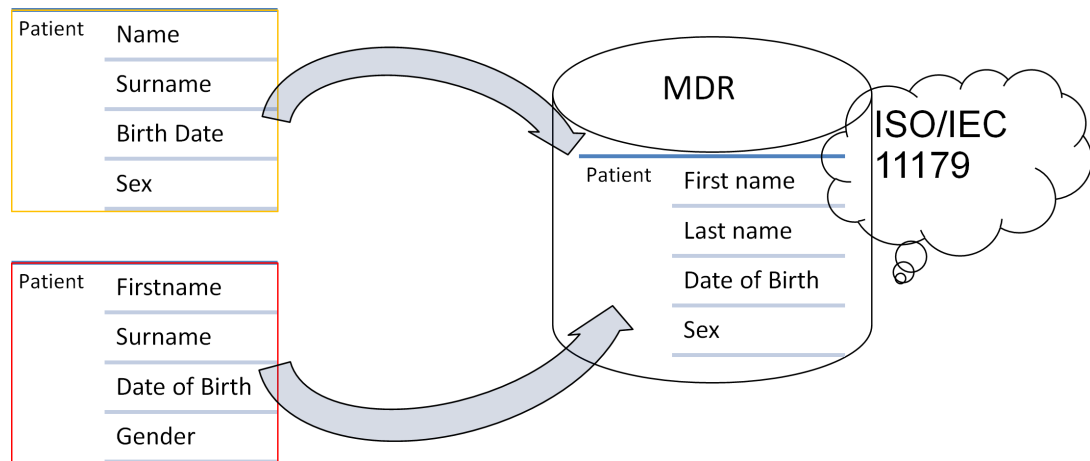 Patient
Name
Surname
Birth Date
Sex
Patient
Firstname
Surname
Date of Birth
Gender
MDR
Patient
First name
Last name
Date of Birth
Sex
ISO/IEC
11179